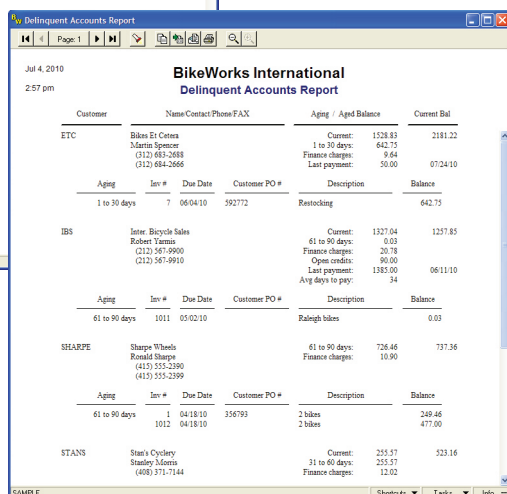 BW Delinquent Accounts Report
Page: 1
Jul 4, 2010
BikeWorks International
2:57 pm
Delinquent Accounts Report
Customer Name/Contact/Phone/FAX Aging / Aged Balance Current Bal
ETC Bikes Et Cetera Current: 1528.83 2181.22
Martin Spencer 1 to 30 days: 642.75
(312) 683-2688 Finance charges: 9.64
(312) 684-2666 Last payment: 50.00 07/24/10
Aging Inv # Due Date Customer PO # Description Balance
1 to 30 days 7 06/04/10 592772 Restocking 642.75
IBS Inter. Bicycle Sales Current: 1327.04 1257.85
Robert Yarmis 61 to 90 days: 0.03
(212) 567-9900 Finance charges: 20.78
(212) 567-9910 Open credits: 90.00
Last payment: 1385.00 06/11/10
Avg days to pay: 34
Aging Inv # Due Date Customer PO # Description Balance
61 to 90 days 1011 05/02/10 Raleigh bikes 0.03
SHARPE Sharpe Wheels 61 to 90 days: 726.46 737.36
Ronald Sharpe Finance charges: 10.90
(415) 555-2390
(415) 555-2399
Aging Inv # Due Date Customer PO # Description Balance
61 to 90 days 1 04/18/10 356793 2 bikes 249.46
1012 04/18/10 2 bikes 477.00
STANS Stan's Cyclery Current: 255.57 523.16
Stanley Morris 31 to 60 days: 255.57
(408) 371-7144 Finance charges: 12.02
SAMPLE Shortcuts Tasks Info